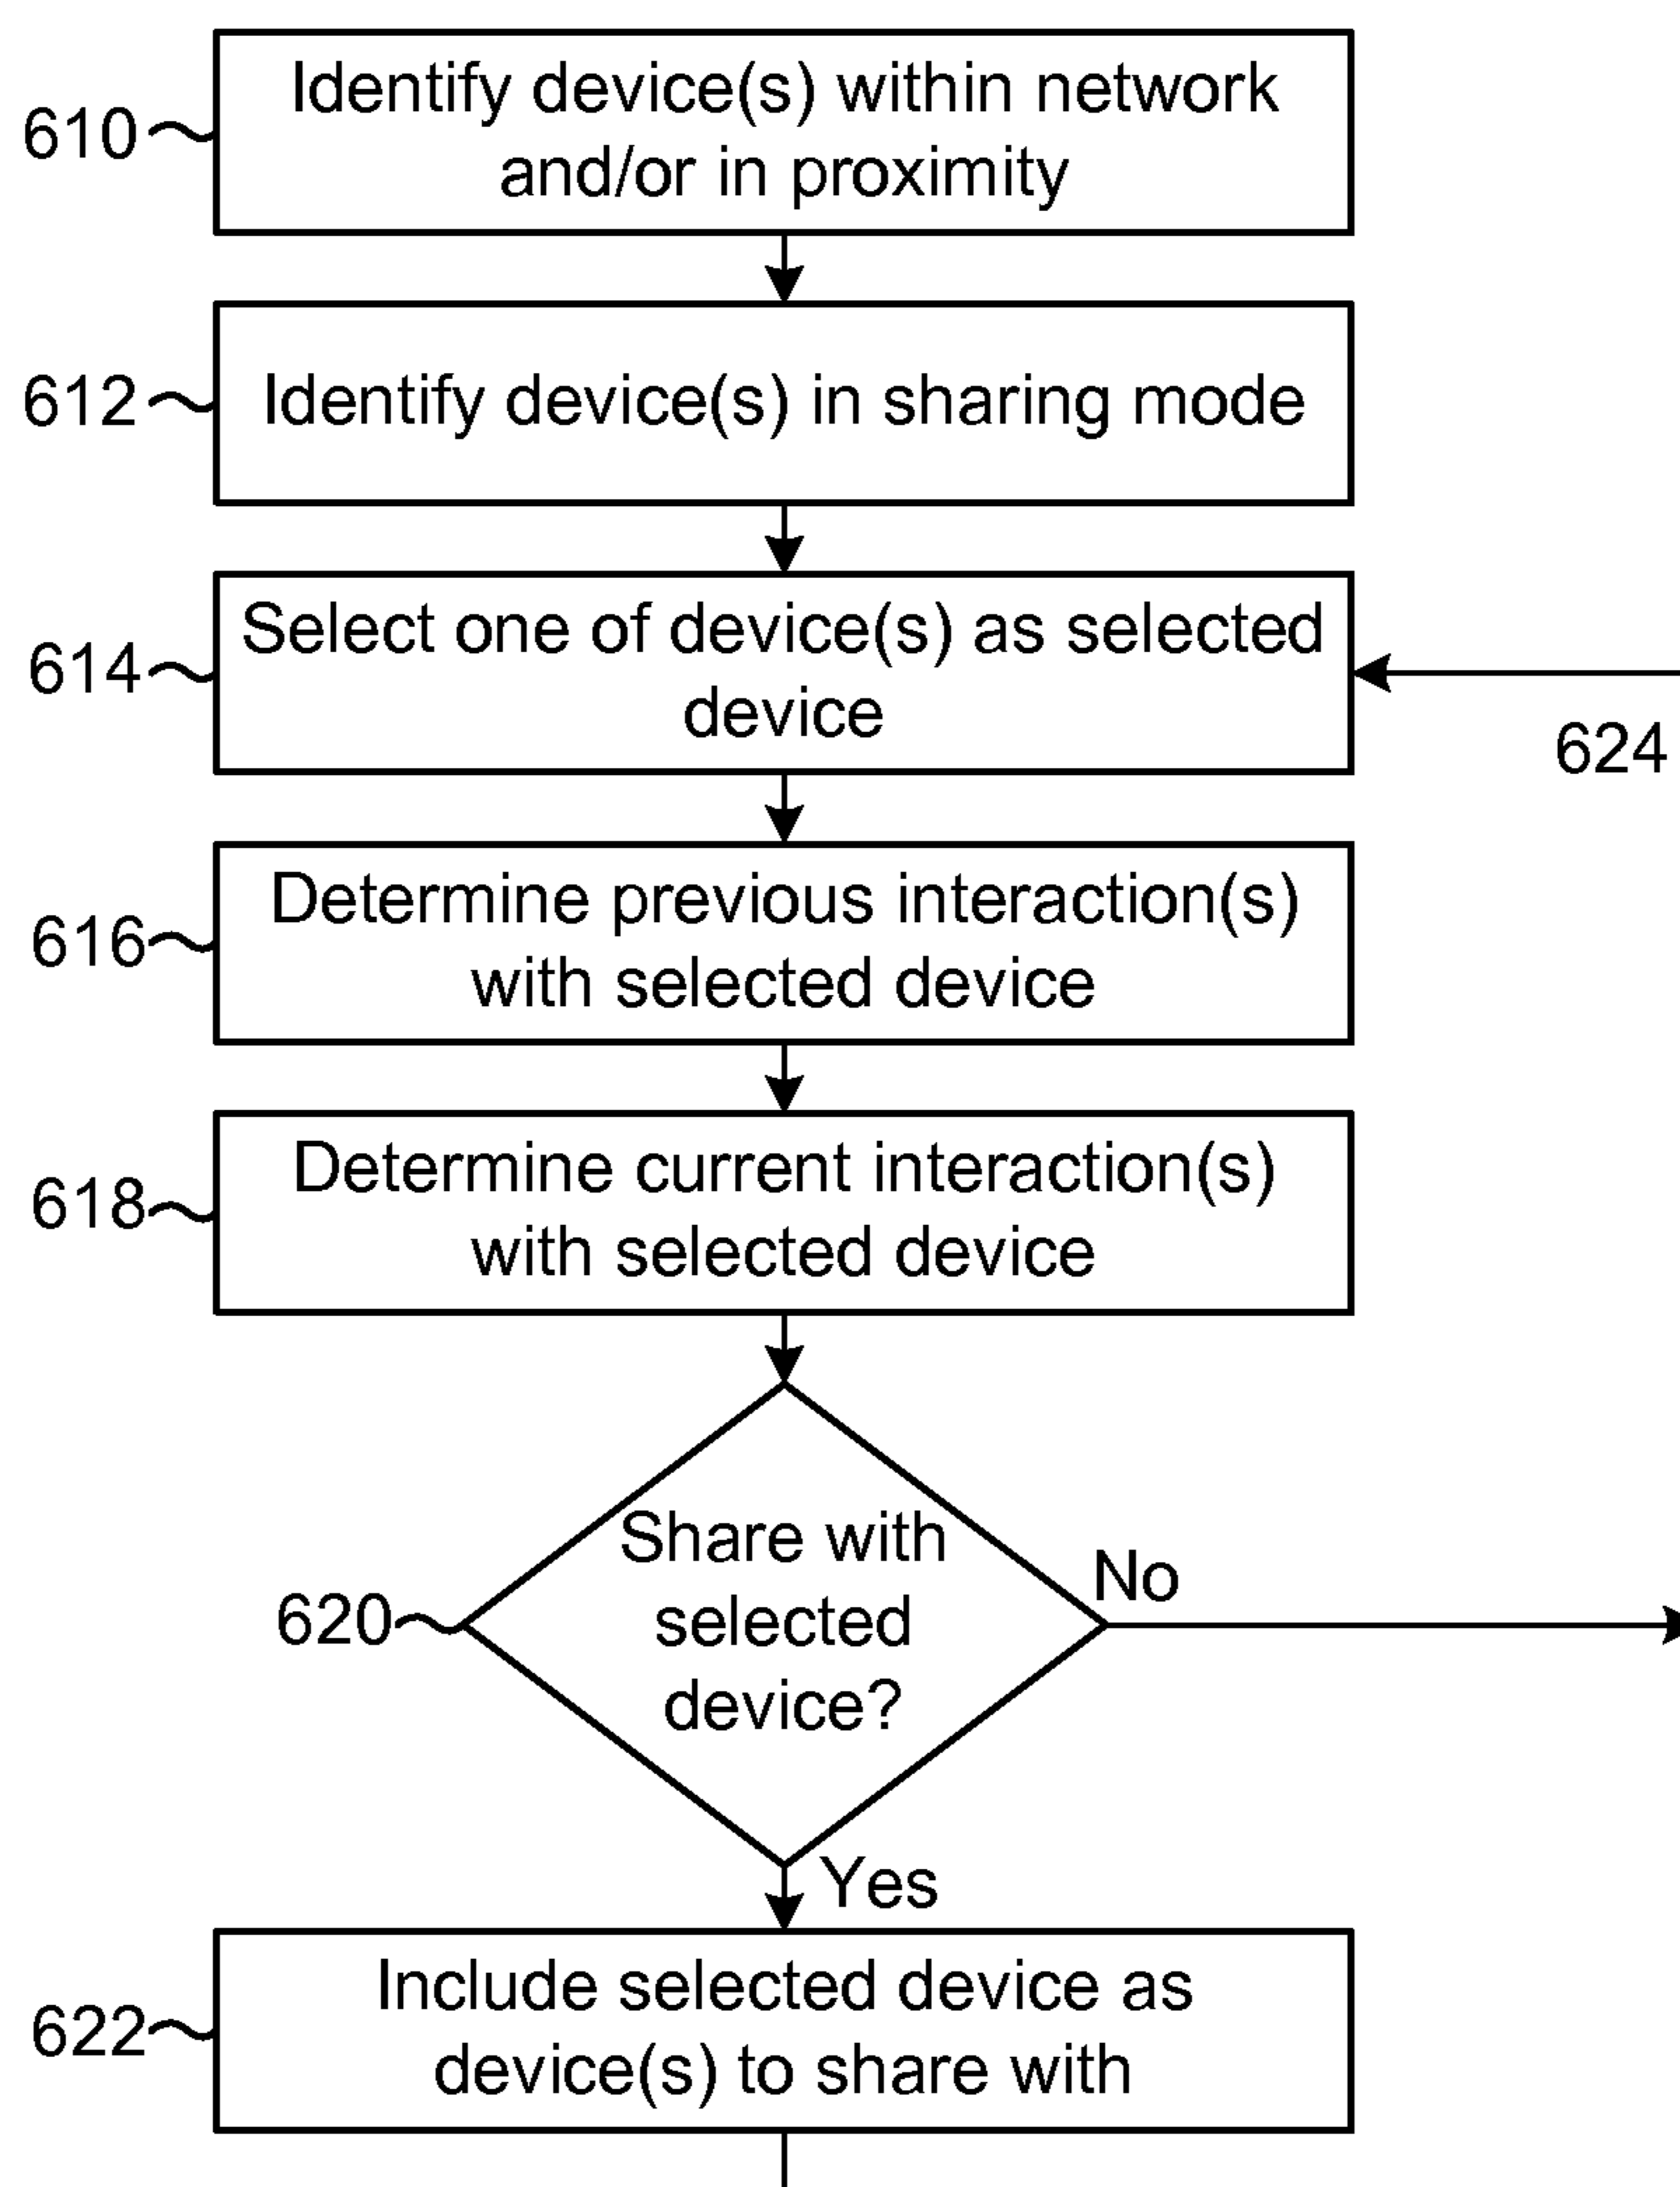 Identify device(s) within network
and/or in proximity
610
Identify device(s) in sharing mode
612
Select one of device(s) as selected
device
614
624
Determine previous interaction(s)
with selected device
616
Determine current interaction(s)
with selected device
618
Share with
selected
device?
620
No
Yes
Include selected device as
device(s) to share with
622